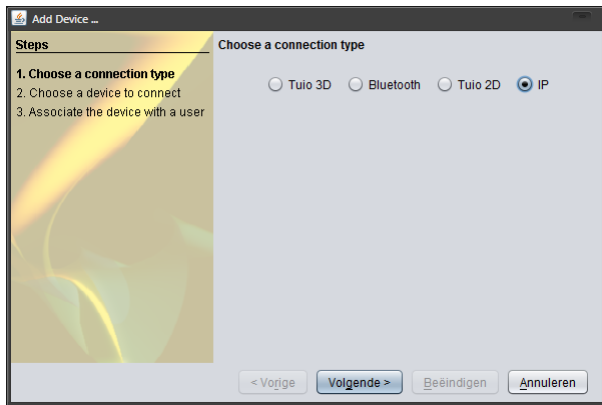 Add Device ...
Steps
1. Choose a connection type
2. Choose a device to connect
3. Associate the device with a user
Choose a connection type
Tuio 3D Bluetooth Tuio 2D IP
< Vorige Volgende > Beëindigen Annuleren